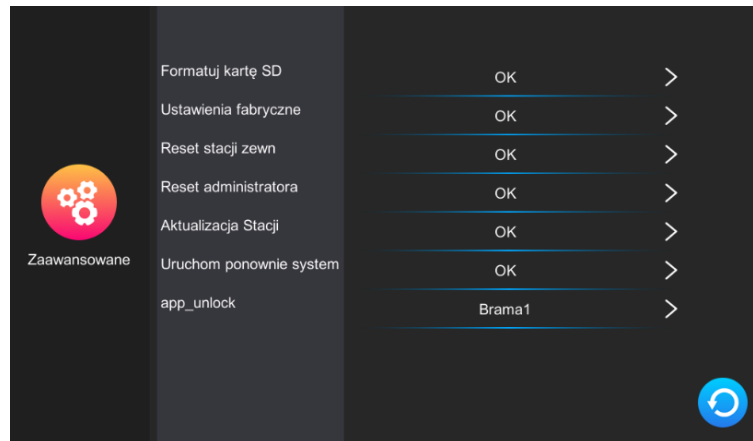 Formatuj kartę SD
OK
Ustawienia fabryczne
OK
Reset stacji zewn
OK
Reset administratora
OK
Aktualizacja Stacji
OK
Zaawansowane
Uruchom ponownie system
OK
app_unlock
Brama1